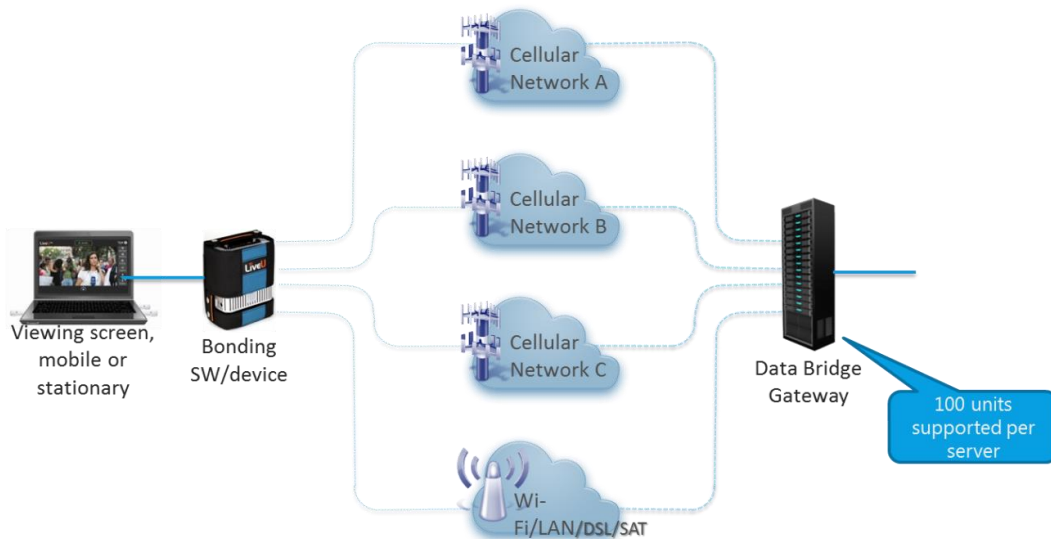 Cellular
Network A
Cellular
Network B
LiveU
Viewing screen,
mobile or
stationary
Bonding
SW/device
Cellular
Network C
Data Bridge
Gateway
100 units
supported per
server
Wi-
Fi/LAN/DSL/SAT